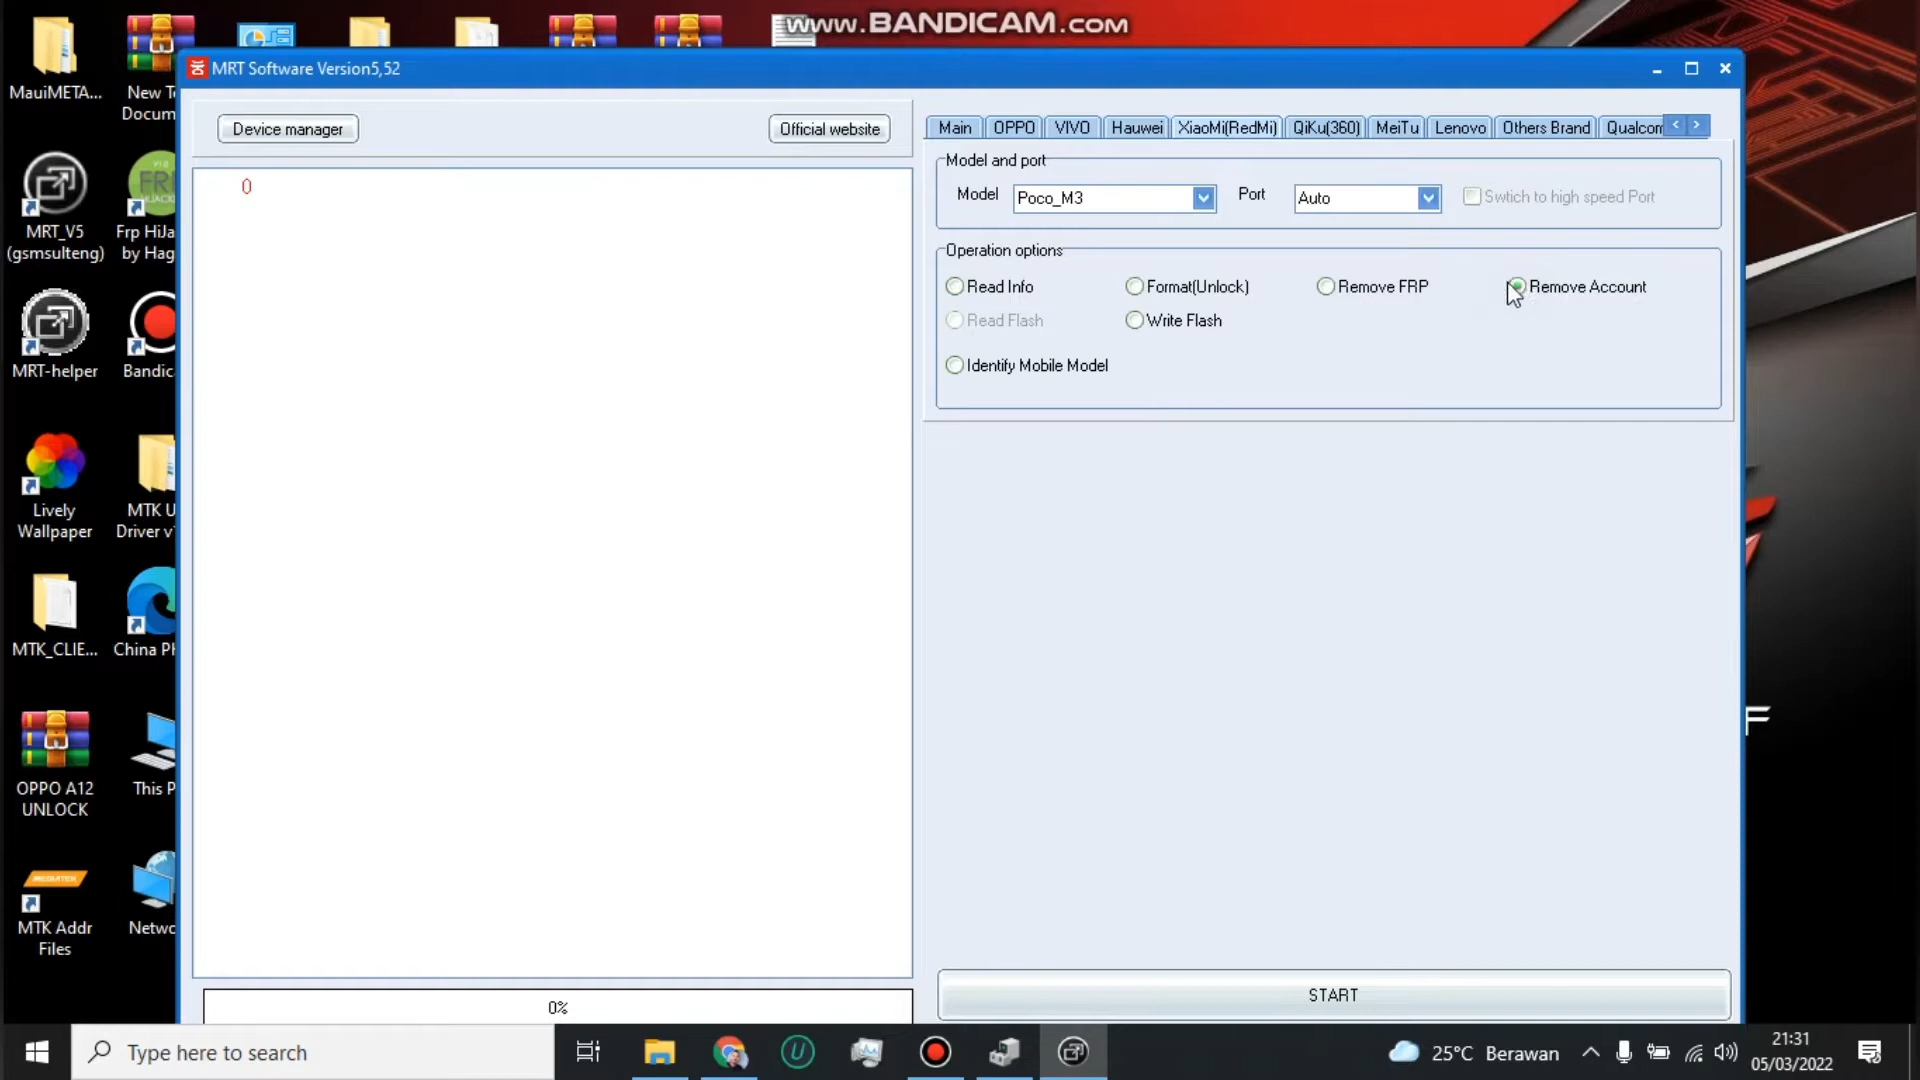 www.BANDICAM.com
MauiMETA...
New T
Docum
MRT_V5
(gsmsulteng)
Frp HiJa
by Hag
MRT-helper
Bandic
Lively
Wallpaper
MTK U
Driver v
MTK_CLIE...
China Ph
OPPO A12
UNLOCK
This P
MEDIATEK
MTK Addr
Files
Netwo
MRT Software Version5,52
Device manager
Official website
Main
OPPO
VIVO
Hauwei
XiaoMi(RedMi)
QiKu(360)
MeiTu
Lenovo
Others Brand
Qualcom
0
Model and port
Model
Poco_M3
Port
Auto
Swtich to high speed Port
Operation options
Read Info
Format(Unlock)
Remove FRP
Remove Account
Read Flash
Write Flash
Identify Mobile Model
0%
START
Type here to search
25°C Berawan
21:31
05/03/2022